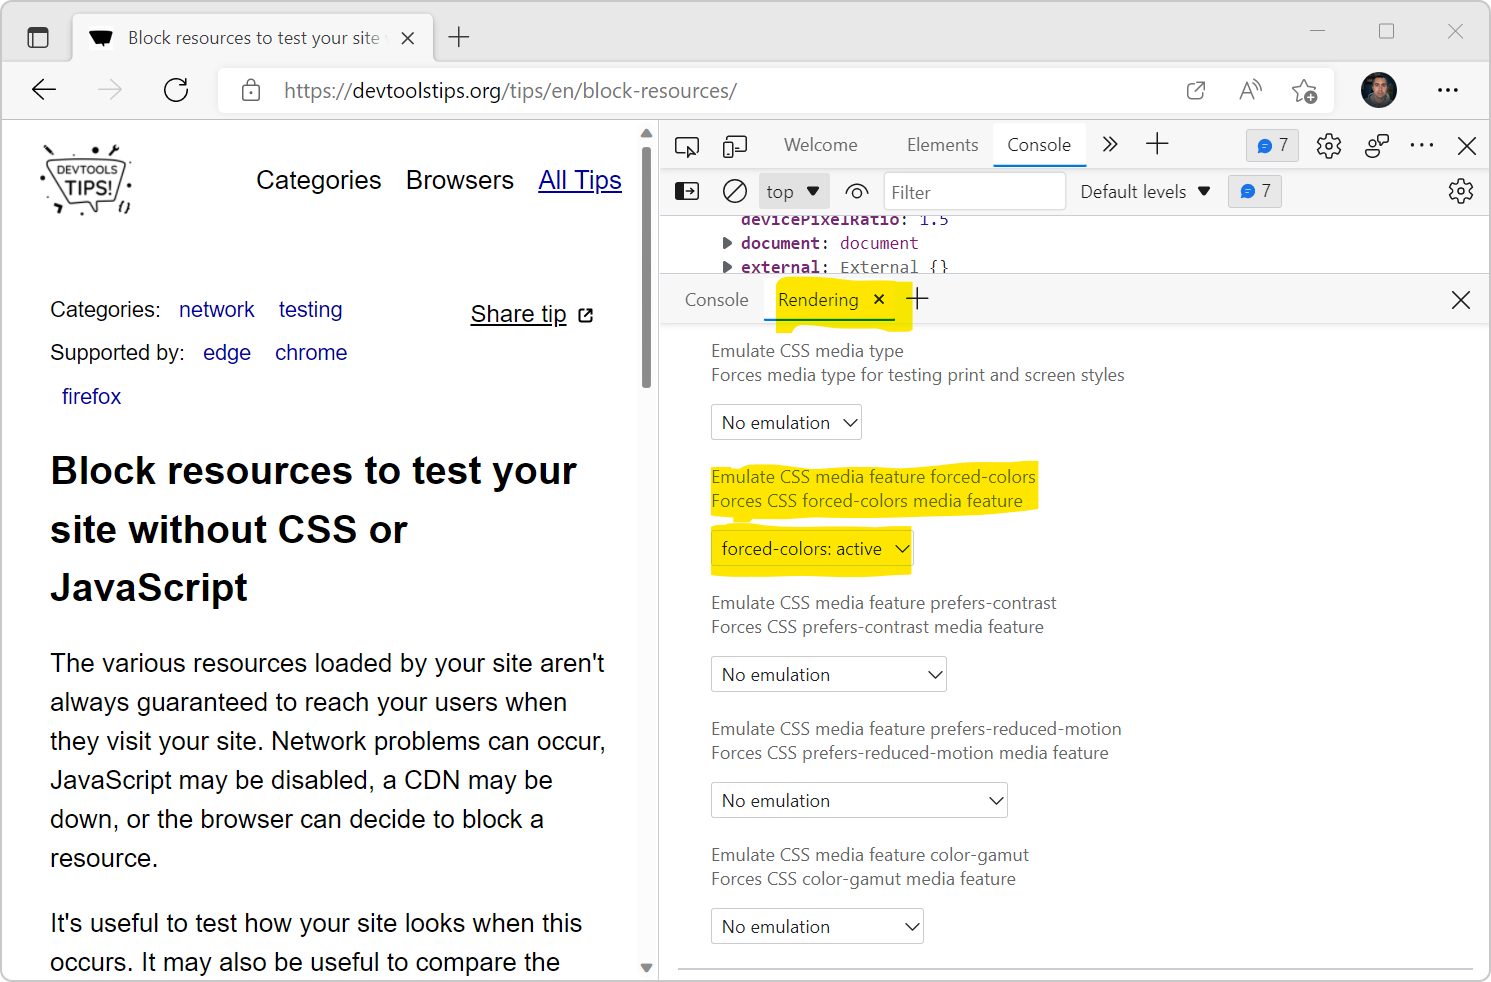 Block resources to test your site
https://devtoolstips.org/tips/en/block-resources/
DEVTOOLS
TIPS!
Categories Browsers All Tips
Categories: network testing
Share tip
Supported by: edge chrome
firefox
Block resources to test your
site without CSS or
JavaScript
The various resources loaded by your site aren't
always guaranteed to reach your users when
they visit your site. Network problems can occur,
JavaScript may be disabled, a CDN may be
down, or the browser can decide to block a
resource.
It's useful to test how your site looks when this
occurs. It may also be useful to compare the
Welcome Elements Console 7
top Filter Default levels 7
devicePixelRatio: 1.5
document: document
external: External {}
Console Rendering
Emulate CSS media type
Forces media type for testing print and screen styles
No emulation
Emulate CSS media feature forced-colors
Forces CSS forced-colors media feature
forced-colors: active
Emulate CSS media feature prefers-contrast
Forces CSS prefers-contrast media feature
No emulation
Emulate CSS media feature prefers-reduced-motion
Forces CSS prefers-reduced-motion media feature
No emulation
Emulate CSS media feature color-gamut
Forces CSS color-gamut media feature
No emulation